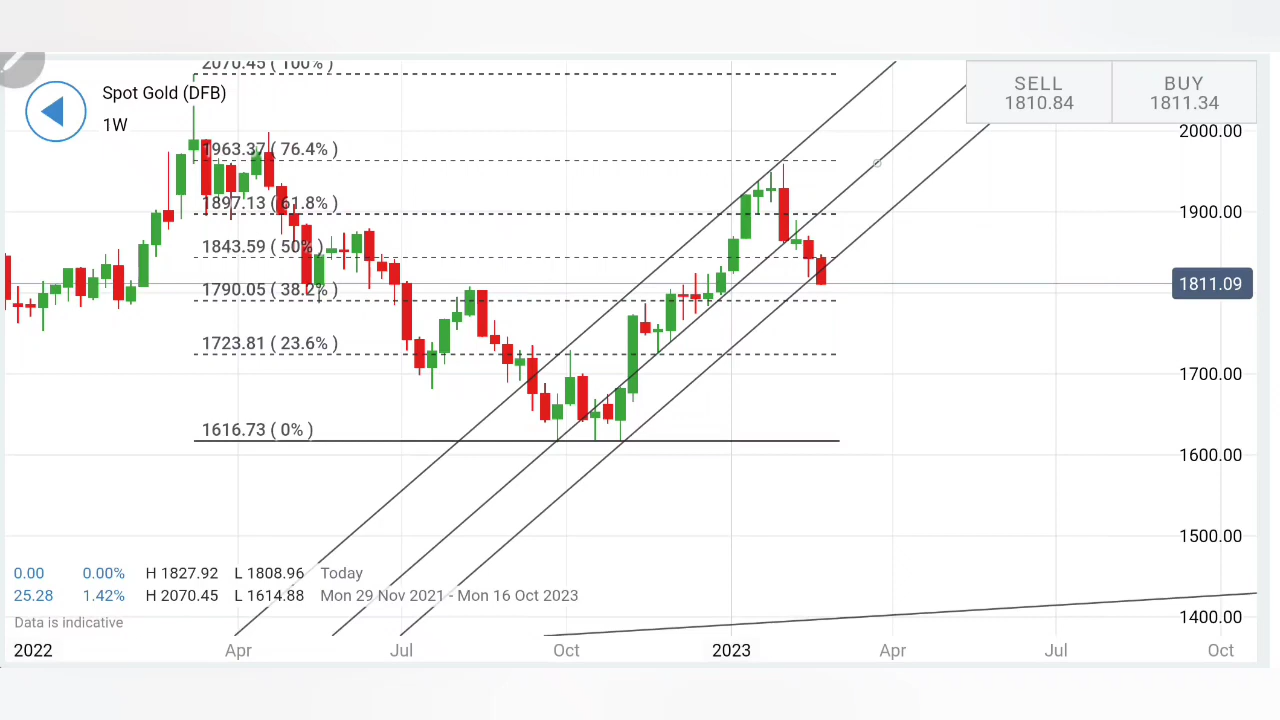 2070.45 ( 100% )
Spot Gold (DFB)
1W
SELL
1810.84
BUY
1811.34
2000.00
1963.37 ( 76.4% )
1897.13 ( 61.8% )
1900.00
1843.59 ( 50% )
1790.05 ( 38.2% )
1811.09
1723.81 ( 23.6% )
1700.00
1616.73 ( 0% )
1600.00
1500.00
0.00 0.00% H 1827.92 L 1808.96 Today
25.28 1.42% H 2070.45 L 1614.88 Mon 29 Nov 2021 - Mon 16 Oct 2023
Data is indicative
1400.00
2022 Apr Jul Oct 2023 Apr Jul Oct